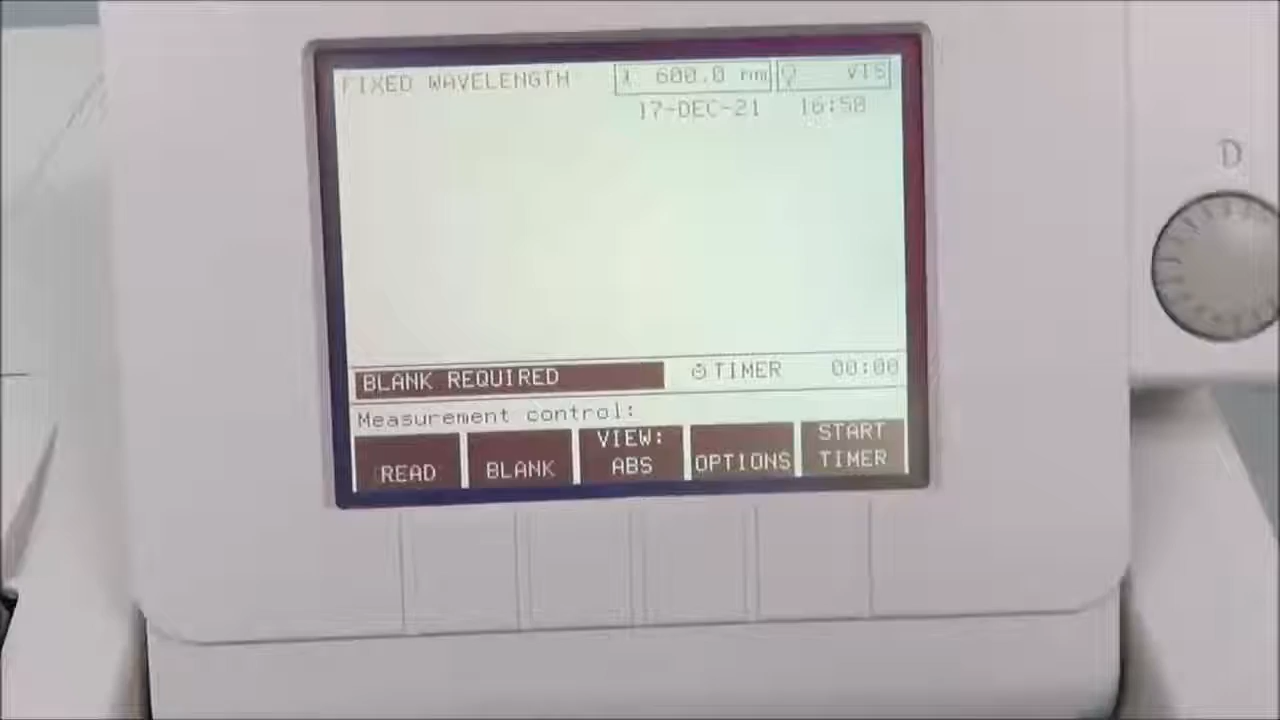 FIXED WAVELENGTH λ 600.0 nm VIS
17-DEC-21 16:50
BLANK REQUIRED TIMER 00:00
Measurement control:
READ BLANK VIEW: ABS OPTIONS START TIMER
D